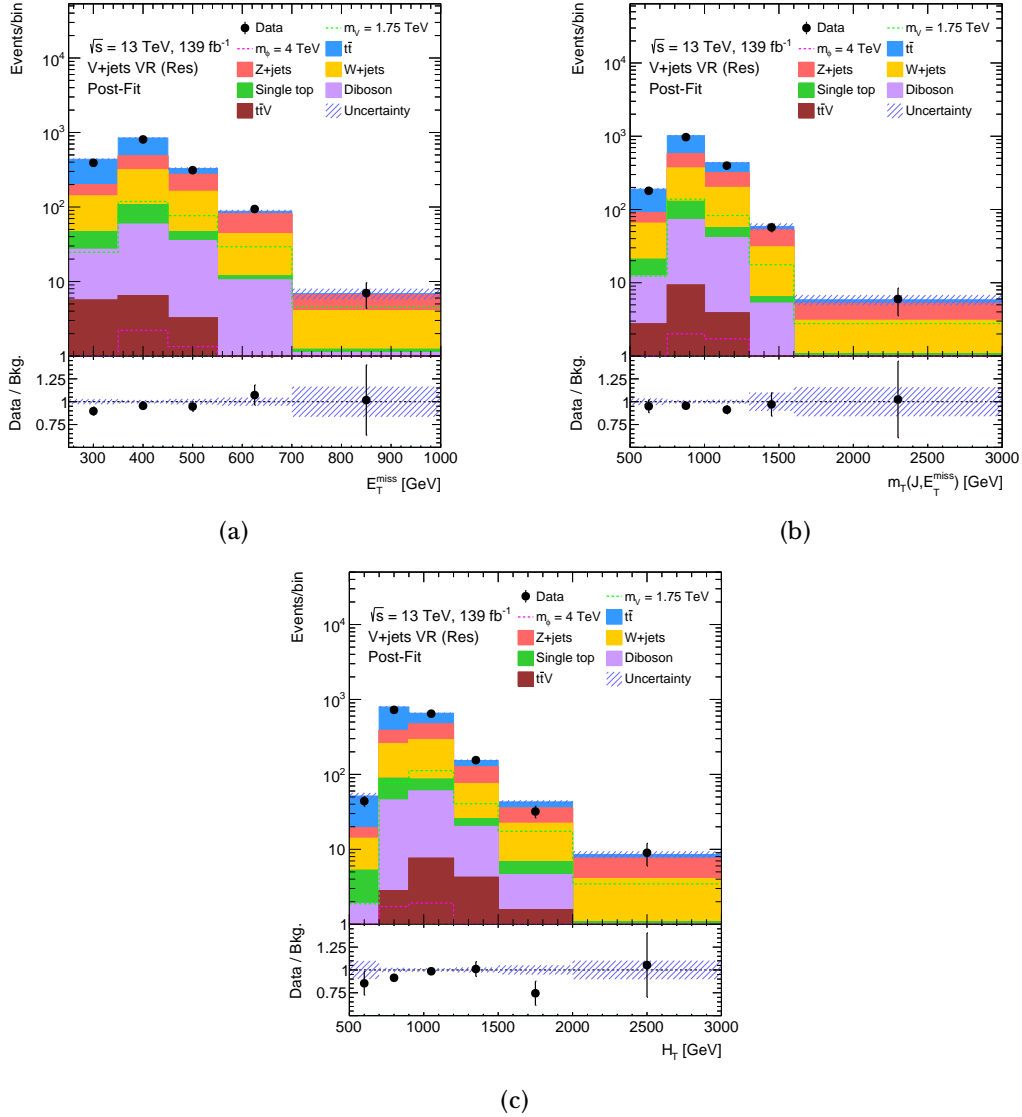 Events/bin
10⁴
10³
10²
10
1
√s = 13 TeV, 139 fb⁻¹
V+jets VR (Res)
Post-Fit
Data
m_V = 1.75 TeV
m_ϕ = 4 TeV
tt̄
Z+jets
W+jets
Single top
Diboson
tt̄V
Uncertainty
Data / Bkg.
1.25
1
0.75
300 400 500 600 700 800 900 1000
E_T^miss [GeV]
(a)
Events/bin
10⁴
10³
10²
10
1
√s = 13 TeV, 139 fb⁻¹
V+jets VR (Res)
Post-Fit
Data
m_V = 1.75 TeV
m_ϕ = 4 TeV
tt̄
Z+jets
W+jets
Single top
Diboson
tt̄V
Uncertainty
Data / Bkg.
1.25
1
0.75
500 1000 1500 2000 2500 3000
m_T(J,E_T^miss) [GeV]
(b)
Events/bin
10⁴
10³
10²
10
1
√s = 13 TeV, 139 fb⁻¹
V+jets VR (Res)
Post-Fit
Data
m_V = 1.75 TeV
m_ϕ = 4 TeV
tt̄
Z+jets
W+jets
Single top
Diboson
tt̄V
Uncertainty
Data / Bkg.
1.25
1
0.75
500 1000 1500 2000 2500 3000
H_T [GeV]
(c)